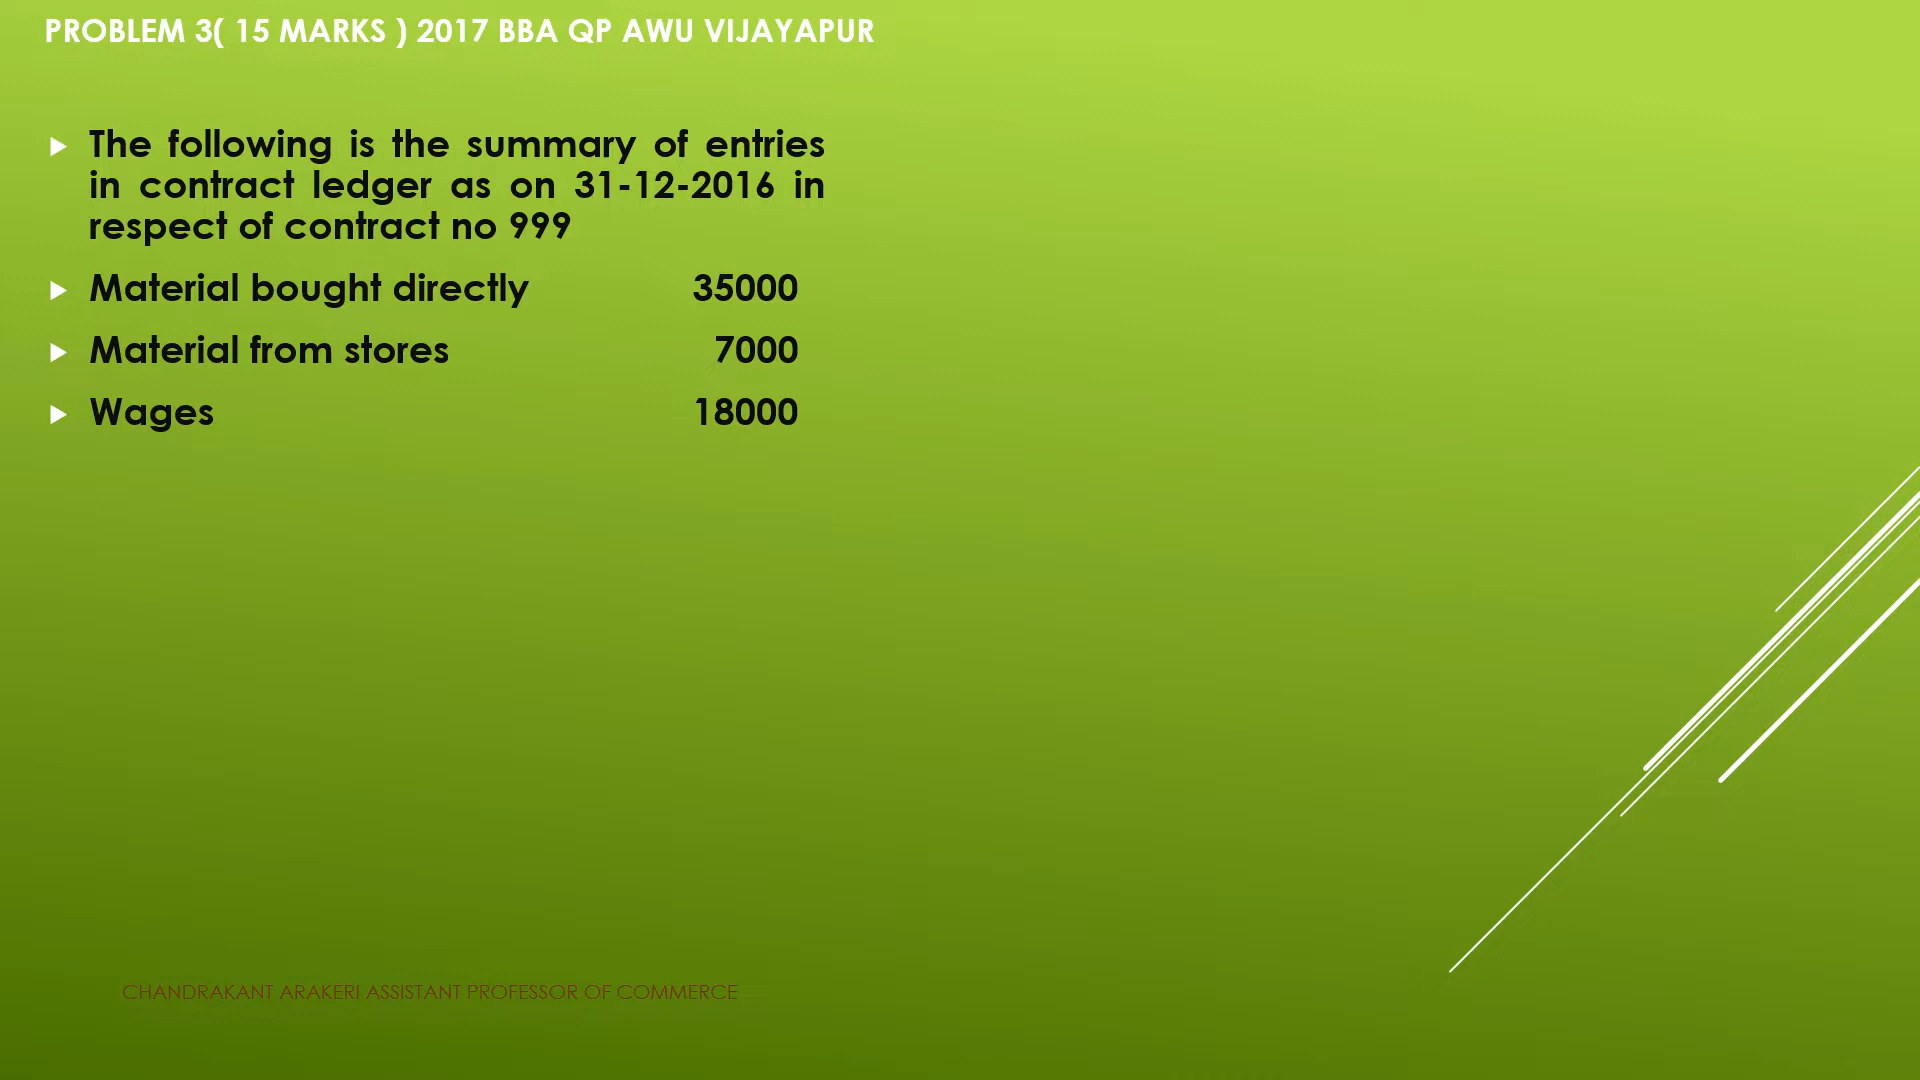 PROBLEM 3( 15 MARKS ) 2017 BBA QP AWU VIJAYAPUR
The following is the summary of entries
in contract ledger as on 31-12-2016 in
respect of contract no 999
Material bought directly 35000
Material from stores 7000
Wages 18000
CHANDRAKANT ARAKERI ASSISTANT PROFESSOR OF COMMERCE